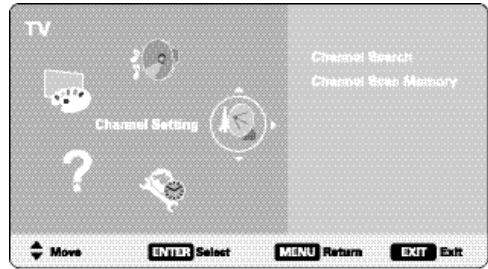 TV
Channel Search
Channel Scan Memory
Channel Setting
?
Move ENTER Select MENU Return EXIT Exit